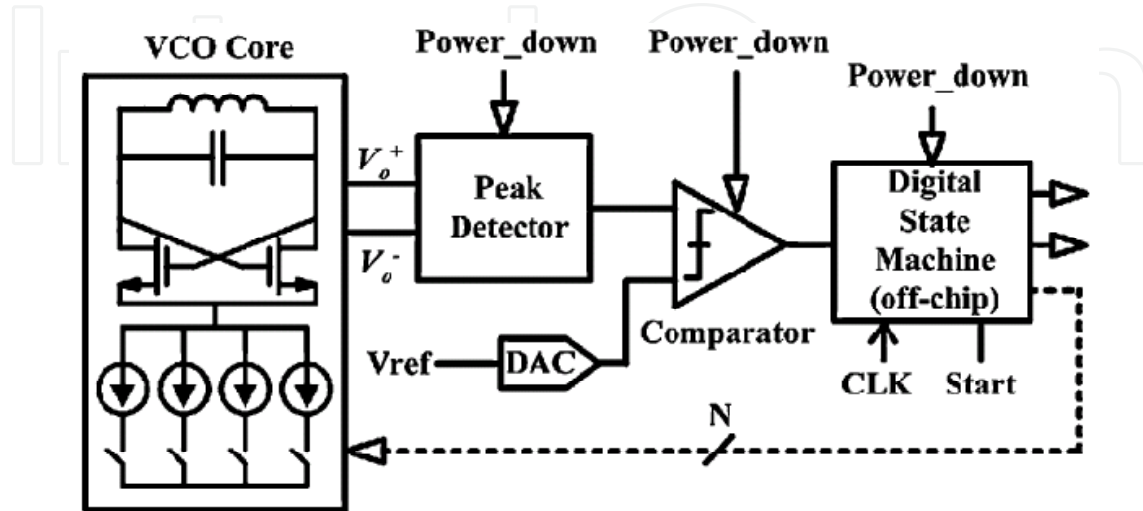 VCO Core
Power_down
Power_down
Power_down
Vo+
Vo-
Peak
Detector
Digital
State
Machine
(off-chip)
Comparator
Vref
DAC
CLK
Start
N